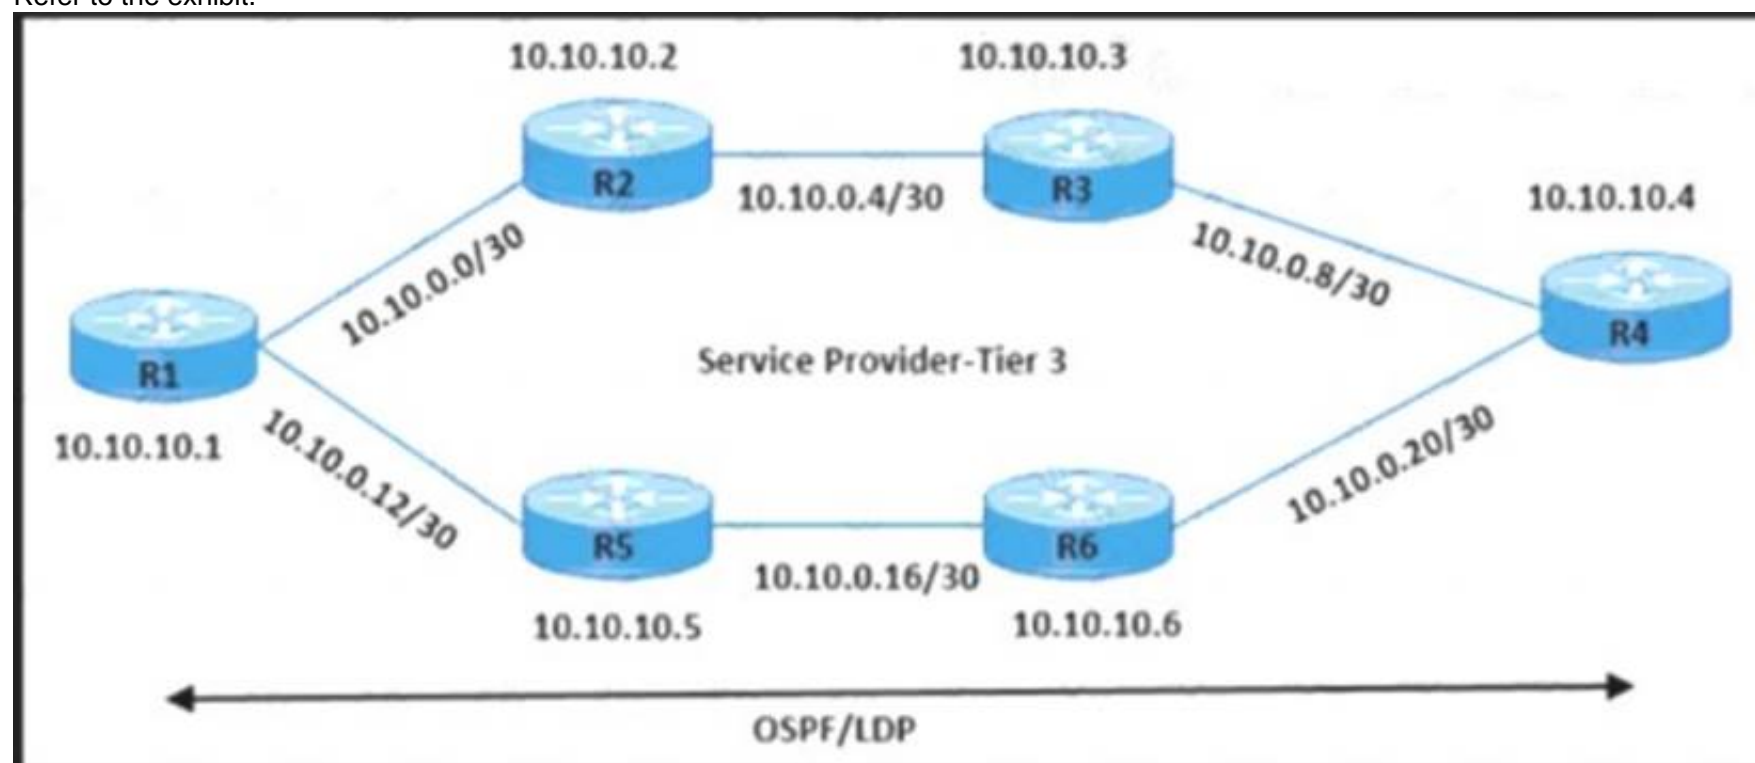 Refer to the exhibit.
10.10.10.2
10.10.10.3
R2
R3
10.10.0.4/30
10.10.10.4
10.10.0.0/30
10.10.0.8/30
R1
Service Provider-Tier 3
R4
10.10.10.1
10.10.0.12/30
10.10.0.20/30
R5
R6
10.10.0.16/30
10.10.10.5
10.10.10.6
OSPF/LDP